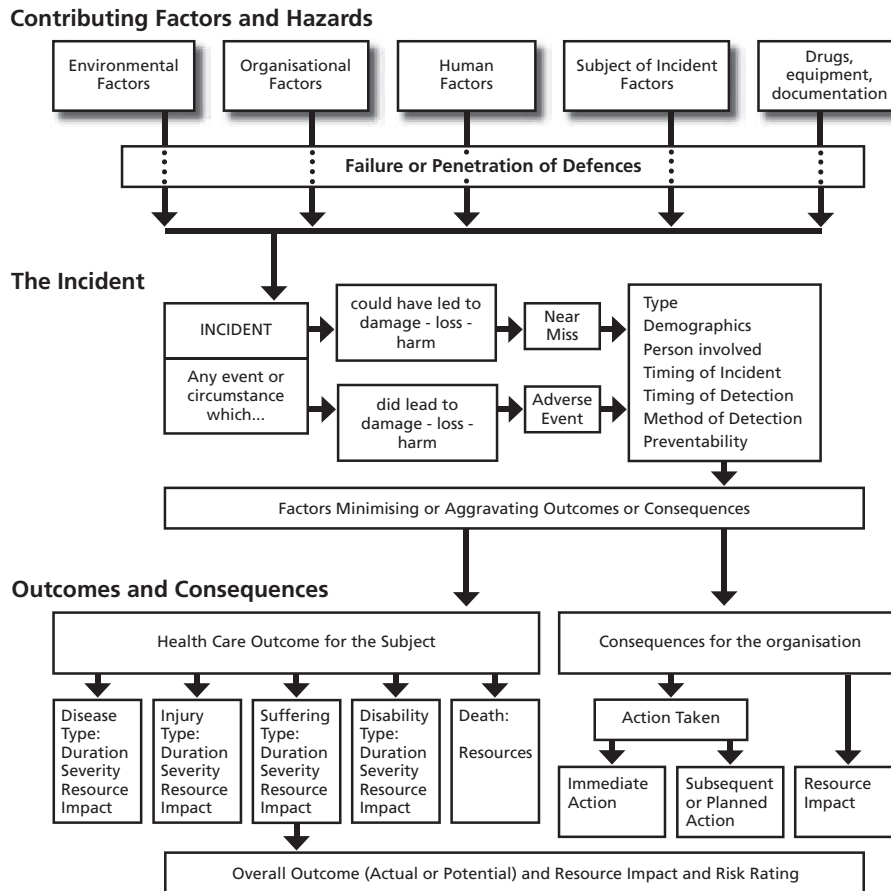 Contributing Factors and Hazards
Environmental
Factors
Organisational
Factors
Human
Factors
Subject of Incident
Factors
Drugs,
equipment,
documentation
Failure or Penetration of Defences
The Incident
INCIDENT
Any event or
circumstance
which...
could have led to
damage - loss -
harm
Near
Miss
did lead to
damage - loss -
harm
Adverse
Event
Type
Demographics
Person involved
Timing of Incident
Timing of Detection
Method of Detection
Preventability
Factors Minimising or Aggravating Outcomes or Consequences
Outcomes and Consequences
Health Care Outcome for the Subject
Disease
Type:
Duration
Severity
Resource
Impact
Injury
Type:
Duration
Severity
Resource
Impact
Suffering
Type:
Duration
Severity
Resource
Impact
Disability
Type:
Duration
Severity
Resource
Impact
Death:
Resources
Consequences for the organisation
Action Taken
Immediate
Action
Subsequent
or Planned
Action
Resource
Impact
Overall Outcome (Actual or Potential) and Resource Impact and Risk Rating